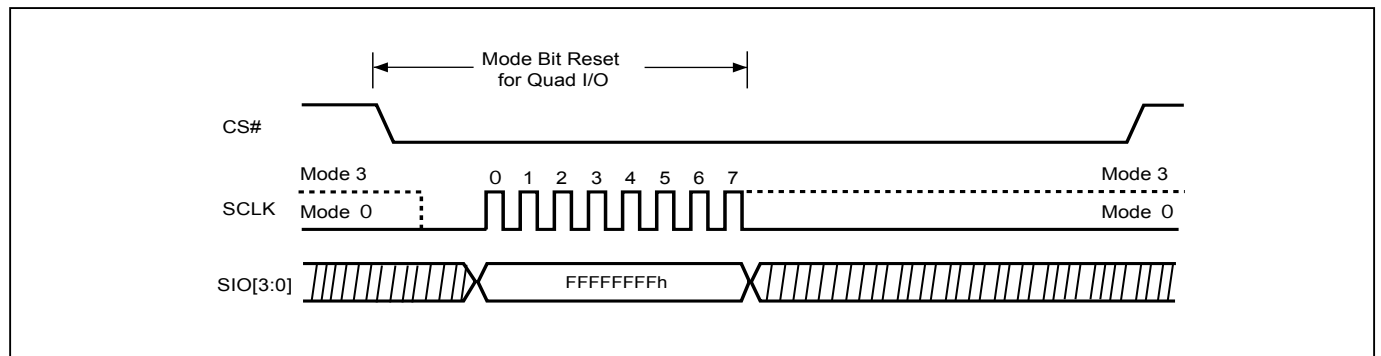 Mode Bit Reset
for Quad I/O
CS#
Mode 3 0 1 2 3 4 5 6 7 Mode 3
SCLK Mode 0 Mode 0
SIO[3:0] FFFFFFFFh